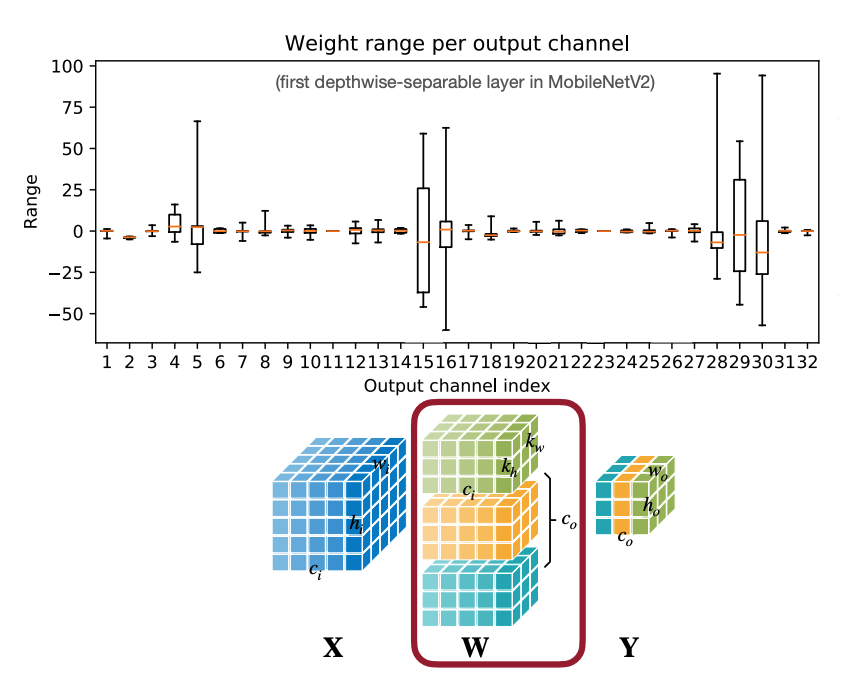 Weight range per output channel
(first depthwise-separable layer in MobileNetV2)
100
75
50
25
0
−25
−50
Range
1 2 3 4 5 6 7 8 9 10 11 12 13 14 15 16 17 18 19 20 21 22 23 24 25 26 27 28 29 30 31 32
Output channel index
w_i
h_i
c_i
k_w
k_h
c_i
c_o
w_o
h_o
c_o
X W Y